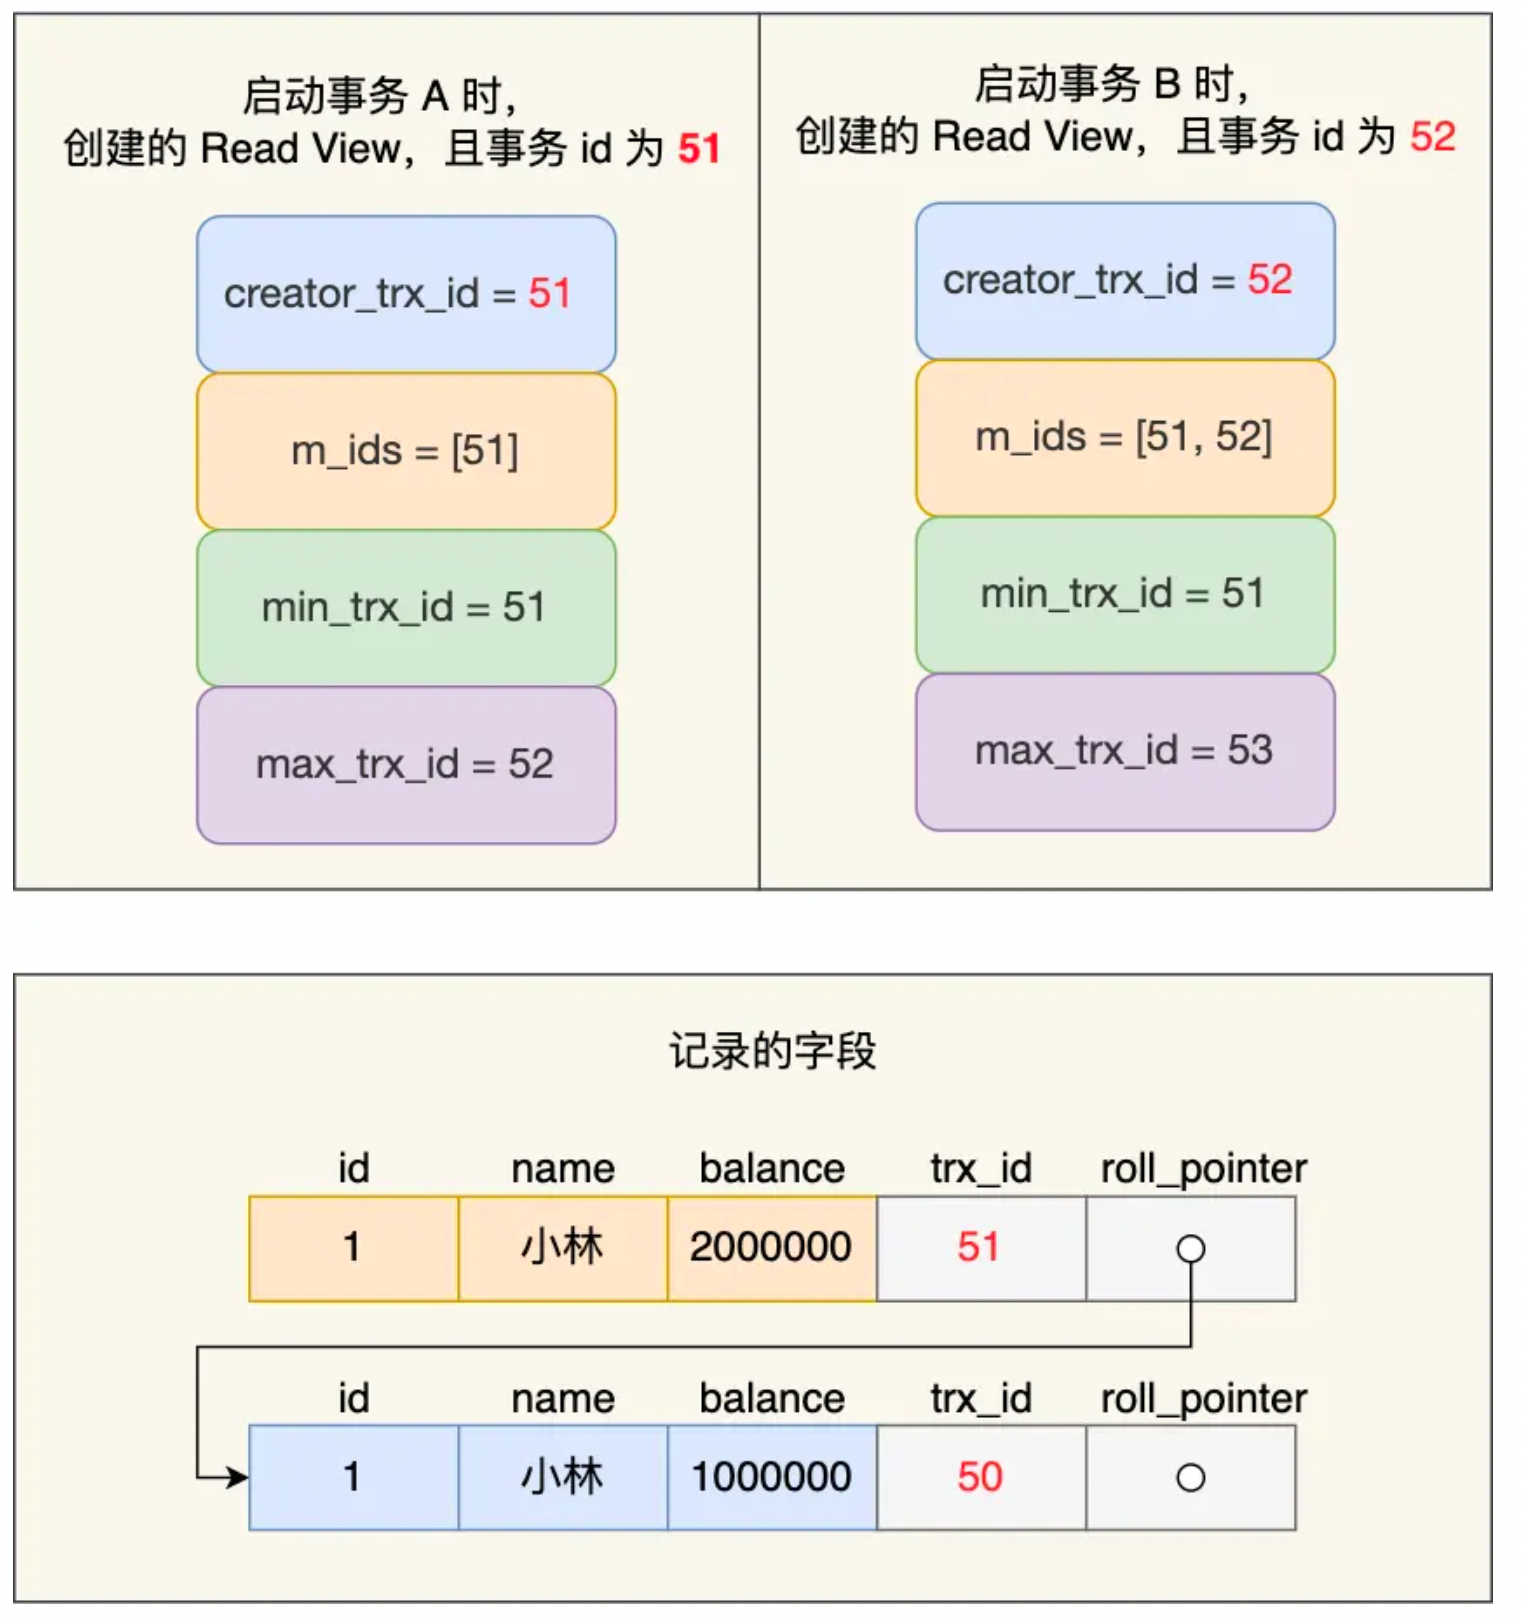 启动事务 A 时，
创建的 Read View，且事务 id 为 51
creator_trx_id = 51
m_ids = [51]
min_trx_id = 51
max_trx_id = 52
启动事务 B 时，
创建的 Read View，且事务 id 为 52
creator_trx_id = 52
m_ids = [51, 52]
min_trx_id = 51
max_trx_id = 53
记录的字段
id name balance trx_id roll_pointer
1 小林 2000000 51
id name balance trx_id roll_pointer
1 小林 1000000 50